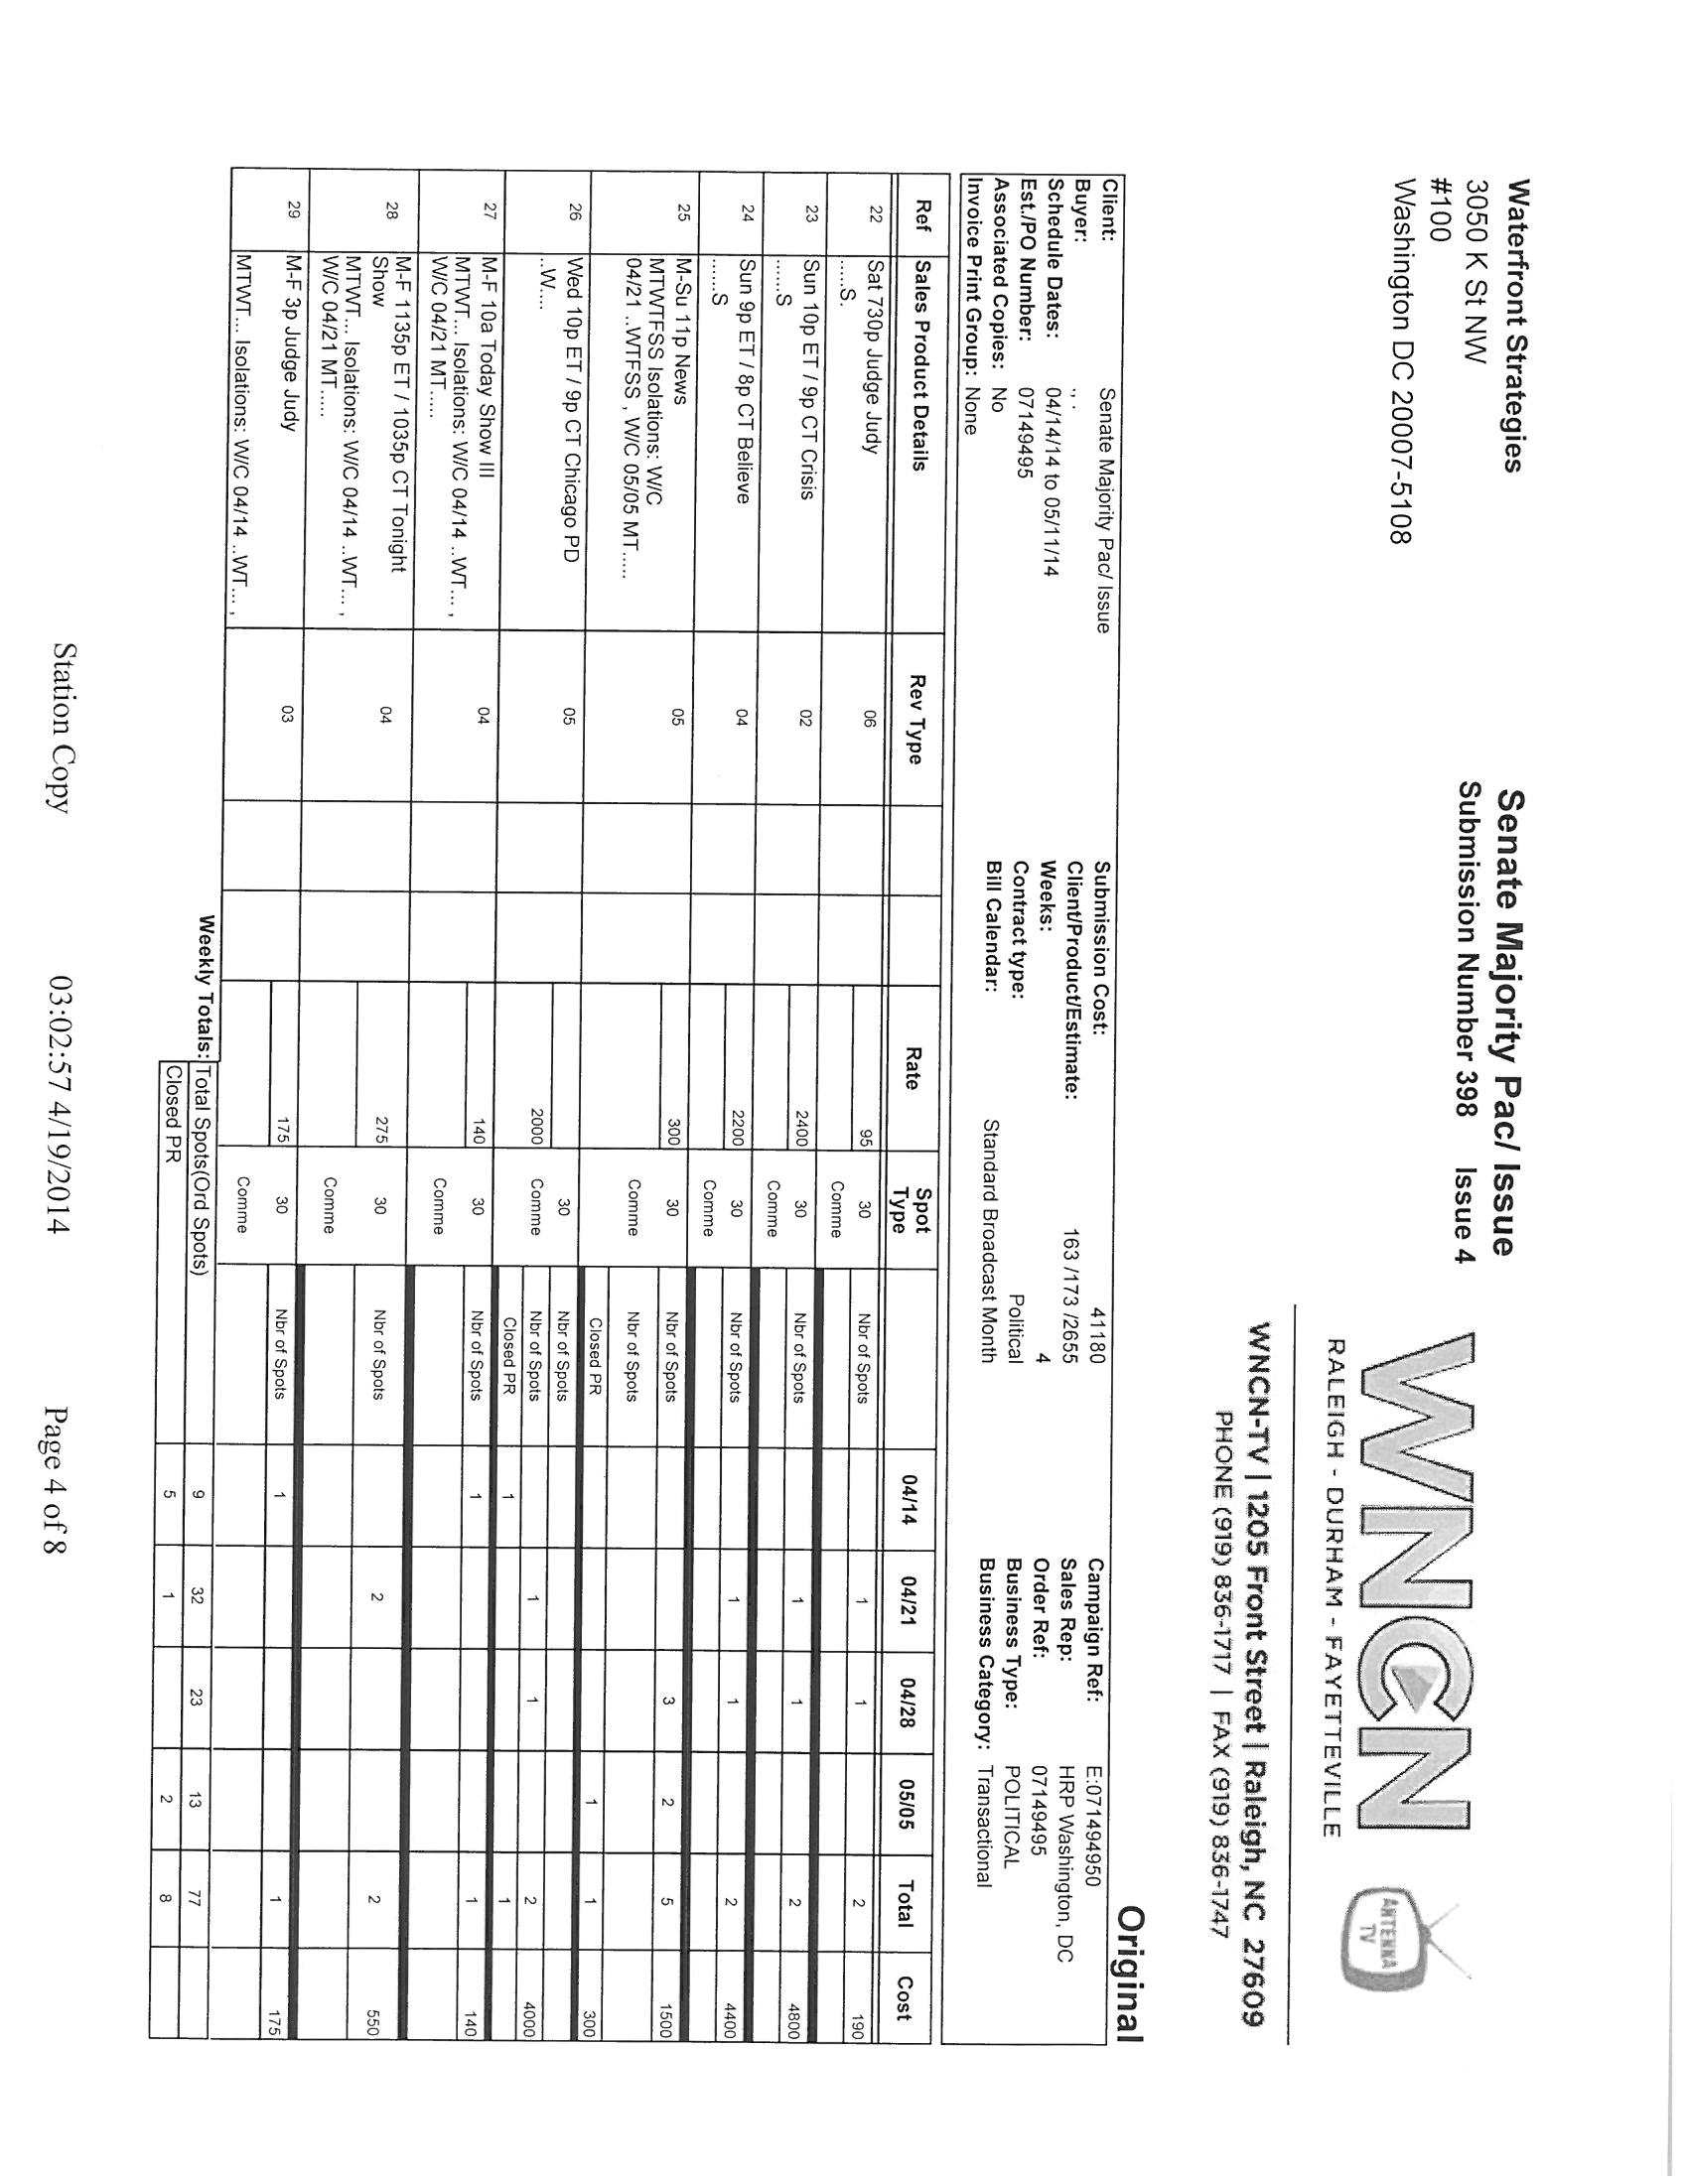 Waterfront Strategies
3050 K St NW
#100
Washington DC 20007-5108
Senate Majority Pac/ Issue
Submission Number 398 Issue 4
WNCN
RALEIGH - DURHAM - FAYETTEVILLE
ANTENNA
TV
WNCN-TV | 1205 Front Street | Raleigh, NC 27609
PHONE (919) 836-1717 | FAX (919) 836-1747
Original
Client: Senate Majority Pac/ Issue
Buyer: , .
Schedule Dates: 04/14/14 to 05/11/14
Est./PO Number: 07149495
Associated Copies: No
Invoice Print Group: None
Submission Cost: 41180
Client/Product/Estimate: 163 /173 /2655
Weeks: 4
Contract type: Political
Bill Calendar: Standard Broadcast Month
Campaign Ref: E:071494950
Sales Rep: HRP Washington, DC
Order Ref: 07149495
Business Type: POLITICAL
Business Category: Transactional
Ref Sales Product Details Rev Type Rate Spot Type 04/14 04/21 04/28 05/05 Total Cost
22 Sat 730p Judge Judy 06 95 30 Nbr of Spots 1 1 2 190
.....S. Comme
23 Sun 10p ET / 9p CT Crisis 02 2400 30 Nbr of Spots 1 1 2 4800
......S Comme
24 Sun 9p ET / 8p CT Believe 04 2200 30 Nbr of Spots 1 1 2 4400
......S Comme
25 M-Su 11p News 05 300 30 Nbr of Spots 3 2 5 1500
MTWTFSS Isolations: W/C Comme Nbr of Spots
04/21 ..WTFSS , W/C 05/05 MT..... Closed PR 1 1 300
26 Wed 10p ET / 9p CT Chicago PD 05 30 Nbr of Spots
..W.... 2000 Comme Nbr of Spots 1 1 2 4000
Closed PR 1 1
27 M-F 10a Today Show III 04 140 30 Nbr of Spots 1 1 140
MTWT... Isolations: W/C 04/14 ..WT... ,
W/C 04/21 MT..... Comme
28 M-F 1135p ET / 1035p CT Tonight
Show 04 275 30 Nbr of Spots 2 2 550
MTWT... Isolations: W/C 04/14 ..WT... ,
W/C 04/21 MT..... Comme
29 M-F 3p Judge Judy 03 175 30 Nbr of Spots 1 1 175
MTWT... Isolations: W/C 04/14 ..WT... , Comme
Weekly Totals: Total Spots(Ord Spots) 9 32 23 13 77
Closed PR 5 1 2 8
Station Copy 03:02:57 4/19/2014 Page 4 of 8